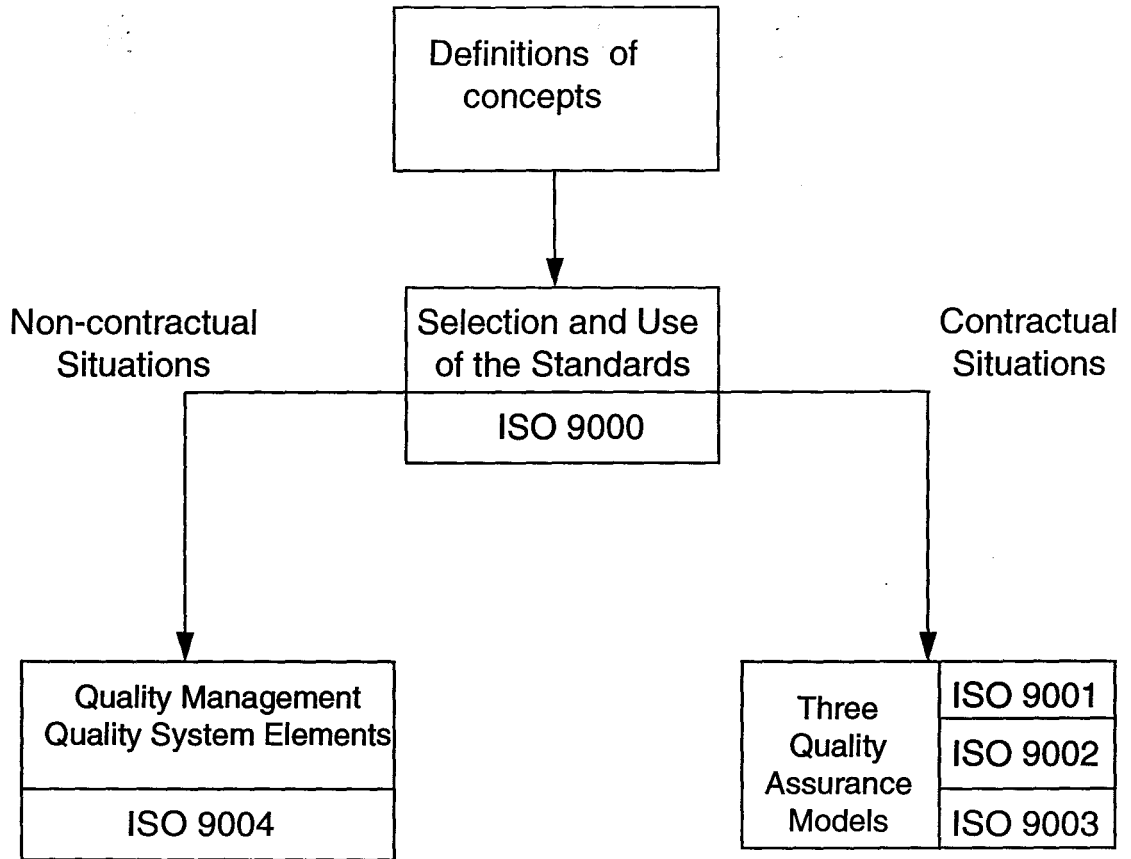 Definitions of
concepts
Selection and Use
of the Standards
ISO 9000
Non-contractual
Situations
Contractual
Situations
Quality Management
Quality System Elements
ISO 9004
Three
Quality
Assurance
Models
ISO 9001
ISO 9002
ISO 9003